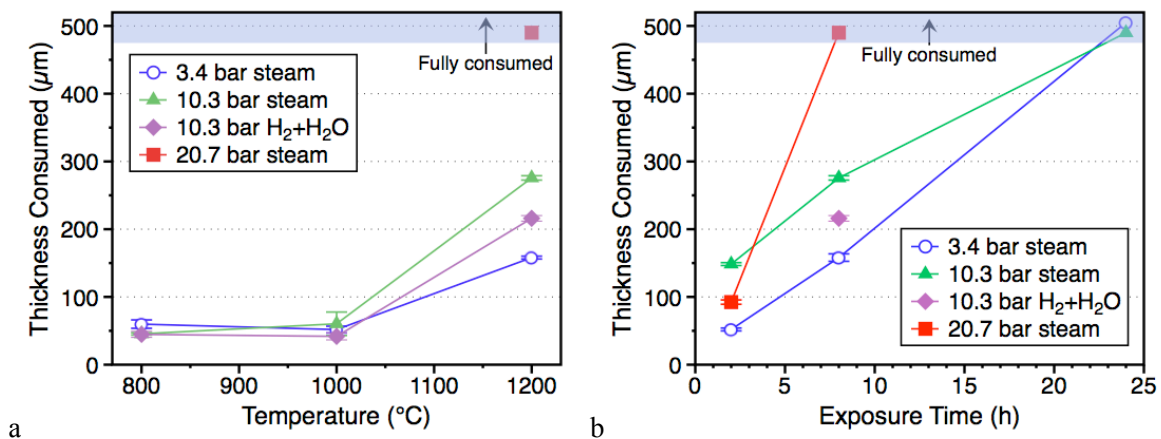 500
400
300
200
100
0
Thickness Consumed (µm)
Fully consumed
3.4 bar steam
10.3 bar steam
10.3 bar H₂+H₂O
20.7 bar steam
800 900 1000 1100 1200
Temperature (°C)
a
500
400
300
200
100
0
Thickness Consumed (µm)
Fully consumed
3.4 bar steam
10.3 bar steam
10.3 bar H₂+H₂O
20.7 bar steam
0 5 10 15 20 25
Exposure Time (h)
b